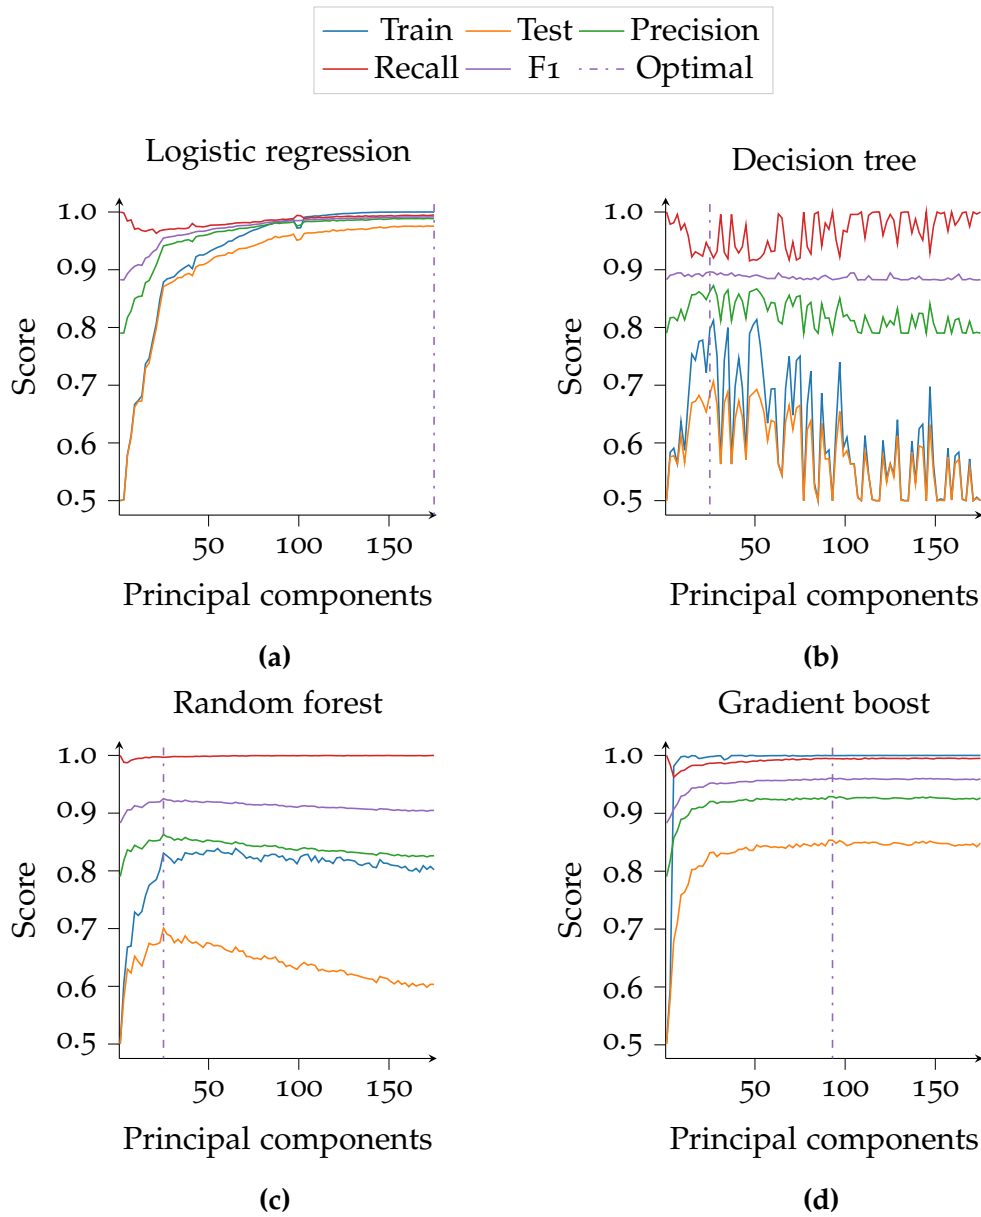 Train Test Precision
Recall F1 Optimal
Logistic regression
1.0
0.9
0.8
0.7
0.6
0.5
Score
50 100 150
Principal components
(a)
Decision tree
1.0
0.9
0.8
0.7
0.6
0.5
Score
50 100 150
Principal components
(b)
Random forest
1.0
0.9
0.8
0.7
0.6
0.5
Score
50 100 150
Principal components
(c)
Gradient boost
1.0
0.9
0.8
0.7
0.6
0.5
Score
50 100 150
Principal components
(d)